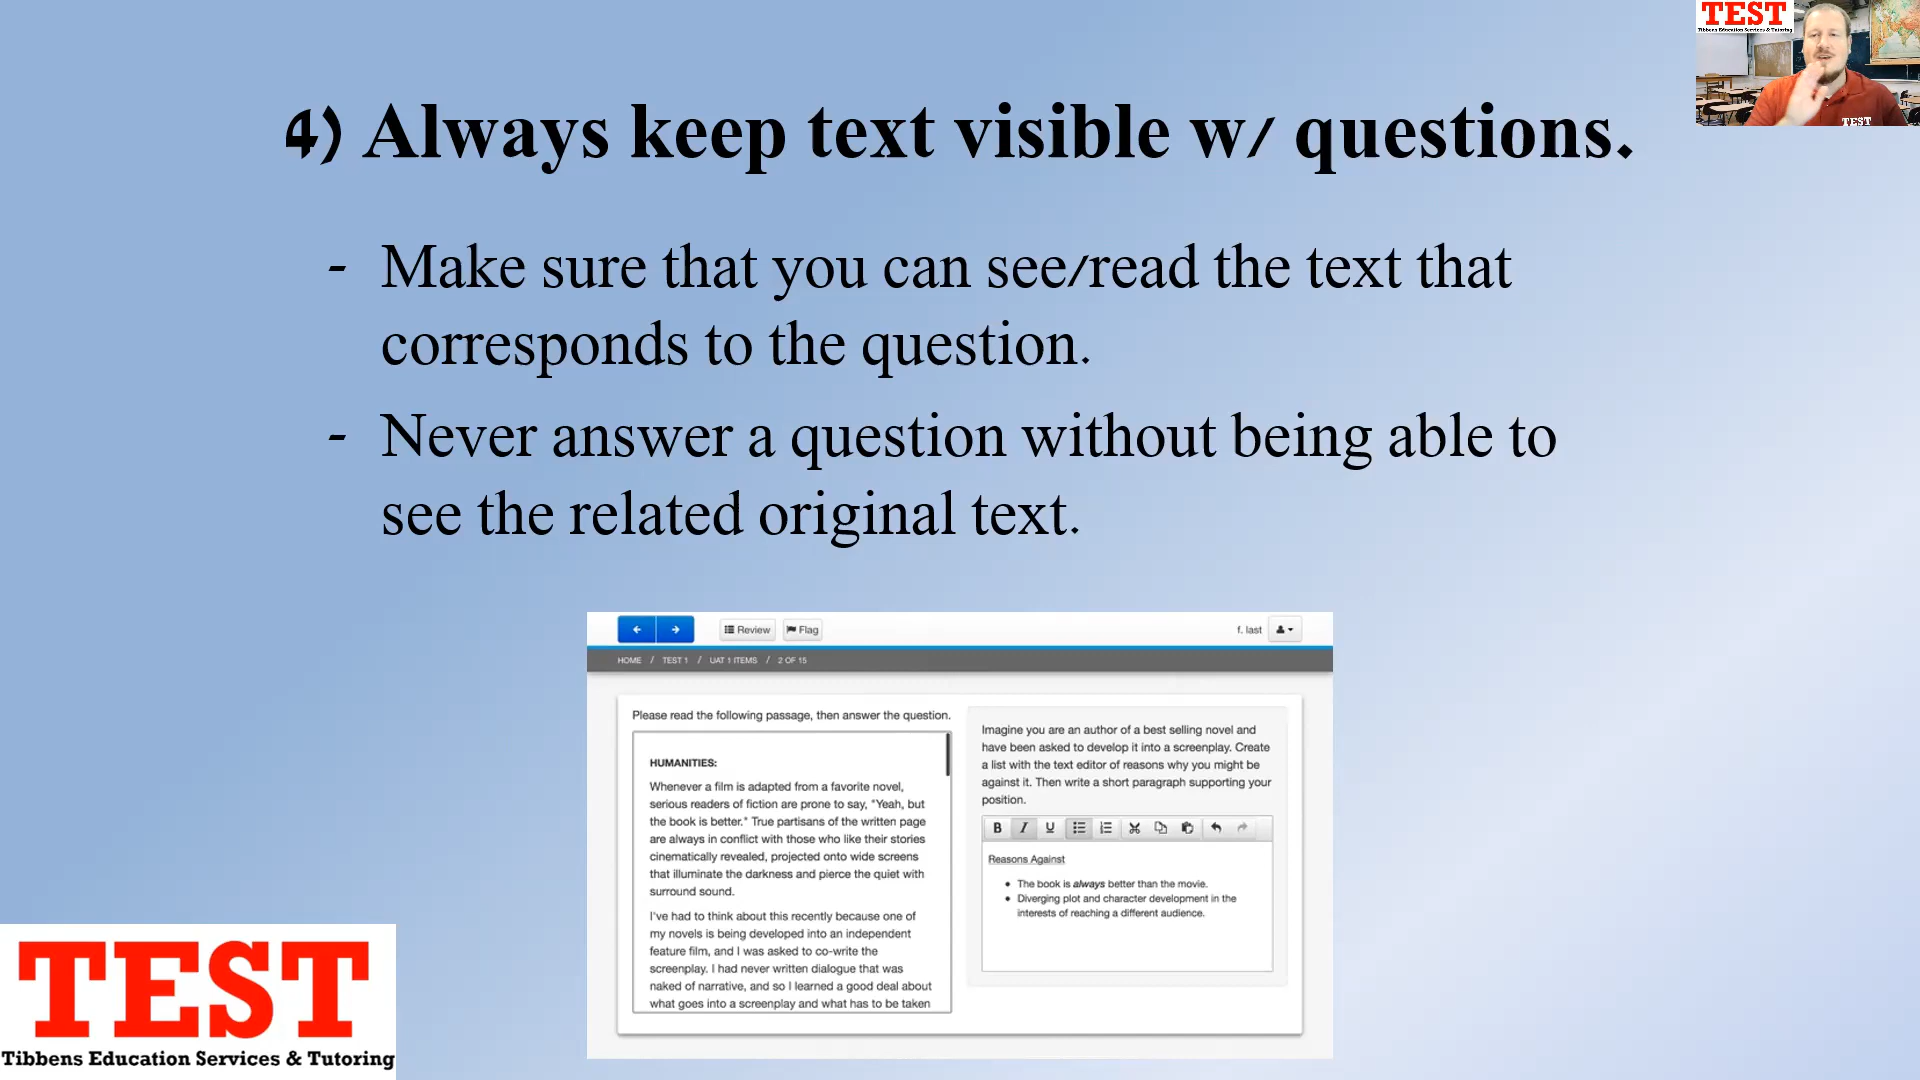 TEST
Tibbens Education Services & Tutoring
TEST
4) Always keep text visible w/ questions.
- Make sure that you can see/read the text that
corresponds to the question.
- Never answer a question without being able to
see the related original text.
Review
Flag
f. last
HOME / TEST 1 / UAT 1 ITEMS / 2 OF 15
Please read the following passage, then answer the question.
HUMANITIES:
Whenever a film is adapted from a favorite novel,
serious readers of fiction are prone to say, "Yeah, but
the book is better." True partisans of the written page
are always in conflict with those who like their stories
cinematically revealed, projected onto wide screens
that illuminate the darkness and pierce the quiet with
surround sound.
I've had to think about this recently because one of
my novels is being developed into an independent
feature film, and I was asked to co-write the
screenplay. I had never written dialogue that was
naked of narrative, and so I learned a good deal about
what goes into a screenplay and what has to be taken
Imagine you are an author of a best selling novel and
have been asked to develop it into a screenplay. Create
a list with the text editor of reasons why you might be
against it. Then write a short paragraph supporting your
position.
B I U
Reasons Against
• The book is always better than the movie.
• Diverging plot and character development in the
interests of reaching a different audience.
TEST
Tibbens Education Services & Tutoring